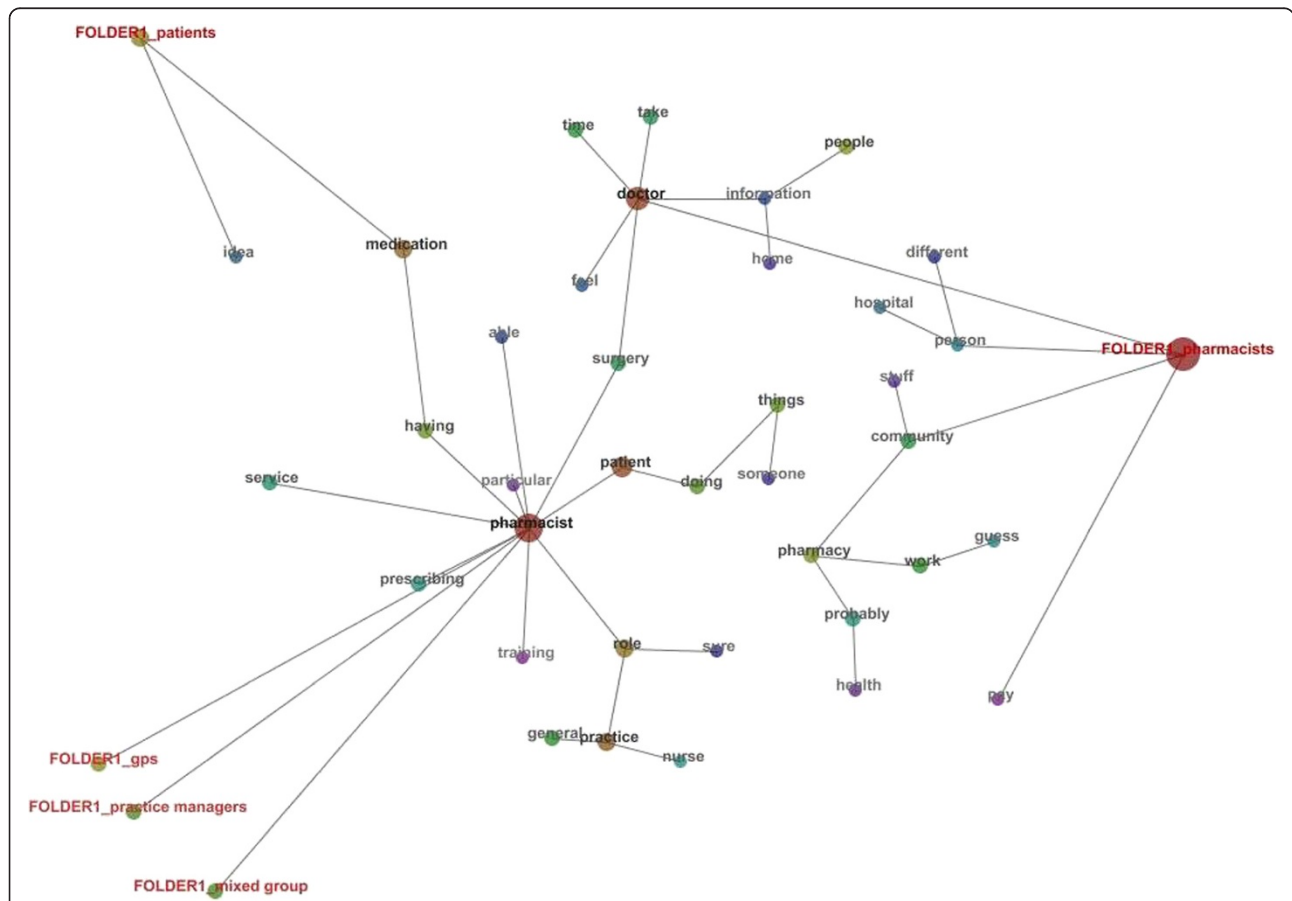 FOLDER1_patients
take
time
people
doctor
information
medication
idea
different
home
feel
hospital
able
person
FOLDER1_pharmacists
surgery
stuff
things
having
community
patient
service
particular
someone
doing
pharmacist
guess
pharmacy
work
prescribing
probably
role
sure
training
health
pay
general
practice
nurse
FOLDER1_gps
FOLDER1_practice managers
FOLDER1_mixed group